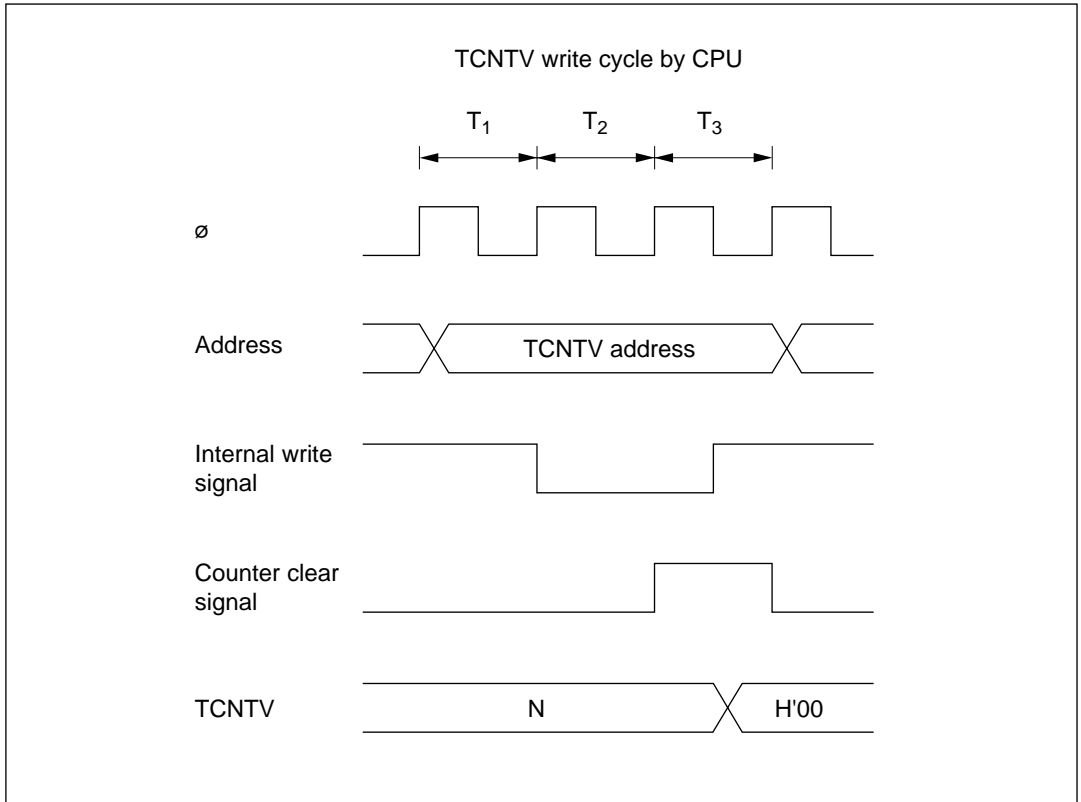 TCNTV write cycle by CPU
T₁ T₂ T₃
ø
Address
TCNTV address
Internal write
signal
Counter clear
signal
TCNTV
N
H'00